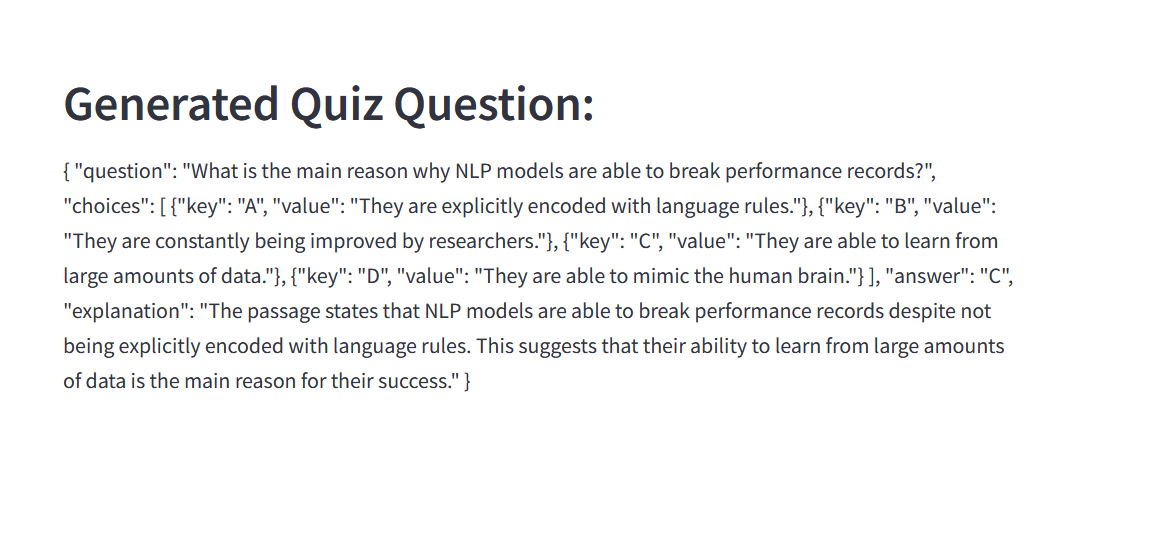 Generated Quiz Question:
{ "question": "What is the main reason why NLP models are able to break performance records?",
"choices": [ {"key": "A", "value": "They are explicitly encoded with language rules."}, {"key": "B", "value":
"They are constantly being improved by researchers."}, {"key": "C", "value": "They are able to learn from
large amounts of data."}, {"key": "D", "value": "They are able to mimic the human brain."} ], "answer": "C",
"explanation": "The passage states that NLP models are able to break performance records despite not
being explicitly encoded with language rules. This suggests that their ability to learn from large amounts
of data is the main reason for their success." }